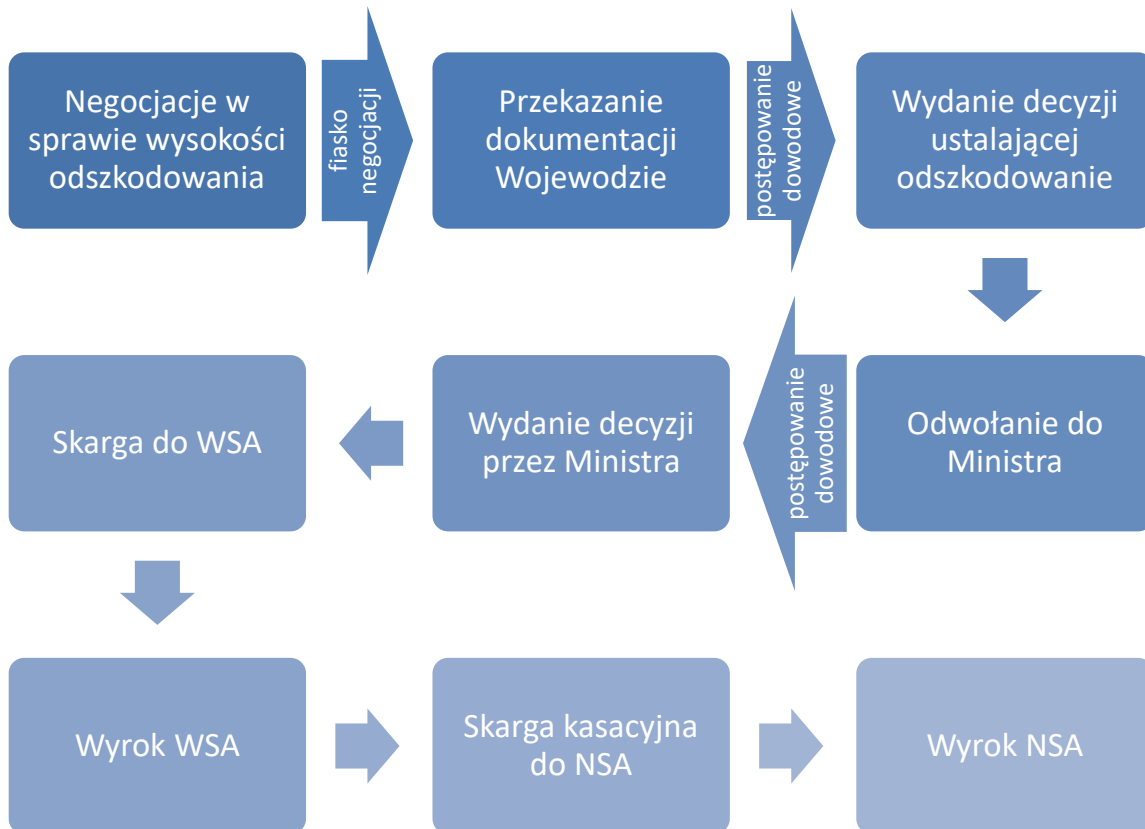 Negocjacje w
sprawie wysokości
odszkodowania
fiasko
negocjacji
Przekazanie
dokumentacji
Wojewodzie
postępowanie
dowodowe
Wydanie decyzji
ustalającej
odszkodowanie
Odwołanie do
Ministra
postępowanie
dowodowe
Wydanie decyzji
przez Ministra
Skarga do WSA
Wyrok WSA
Skarga kasacyjna
do NSA
Wyrok NSA